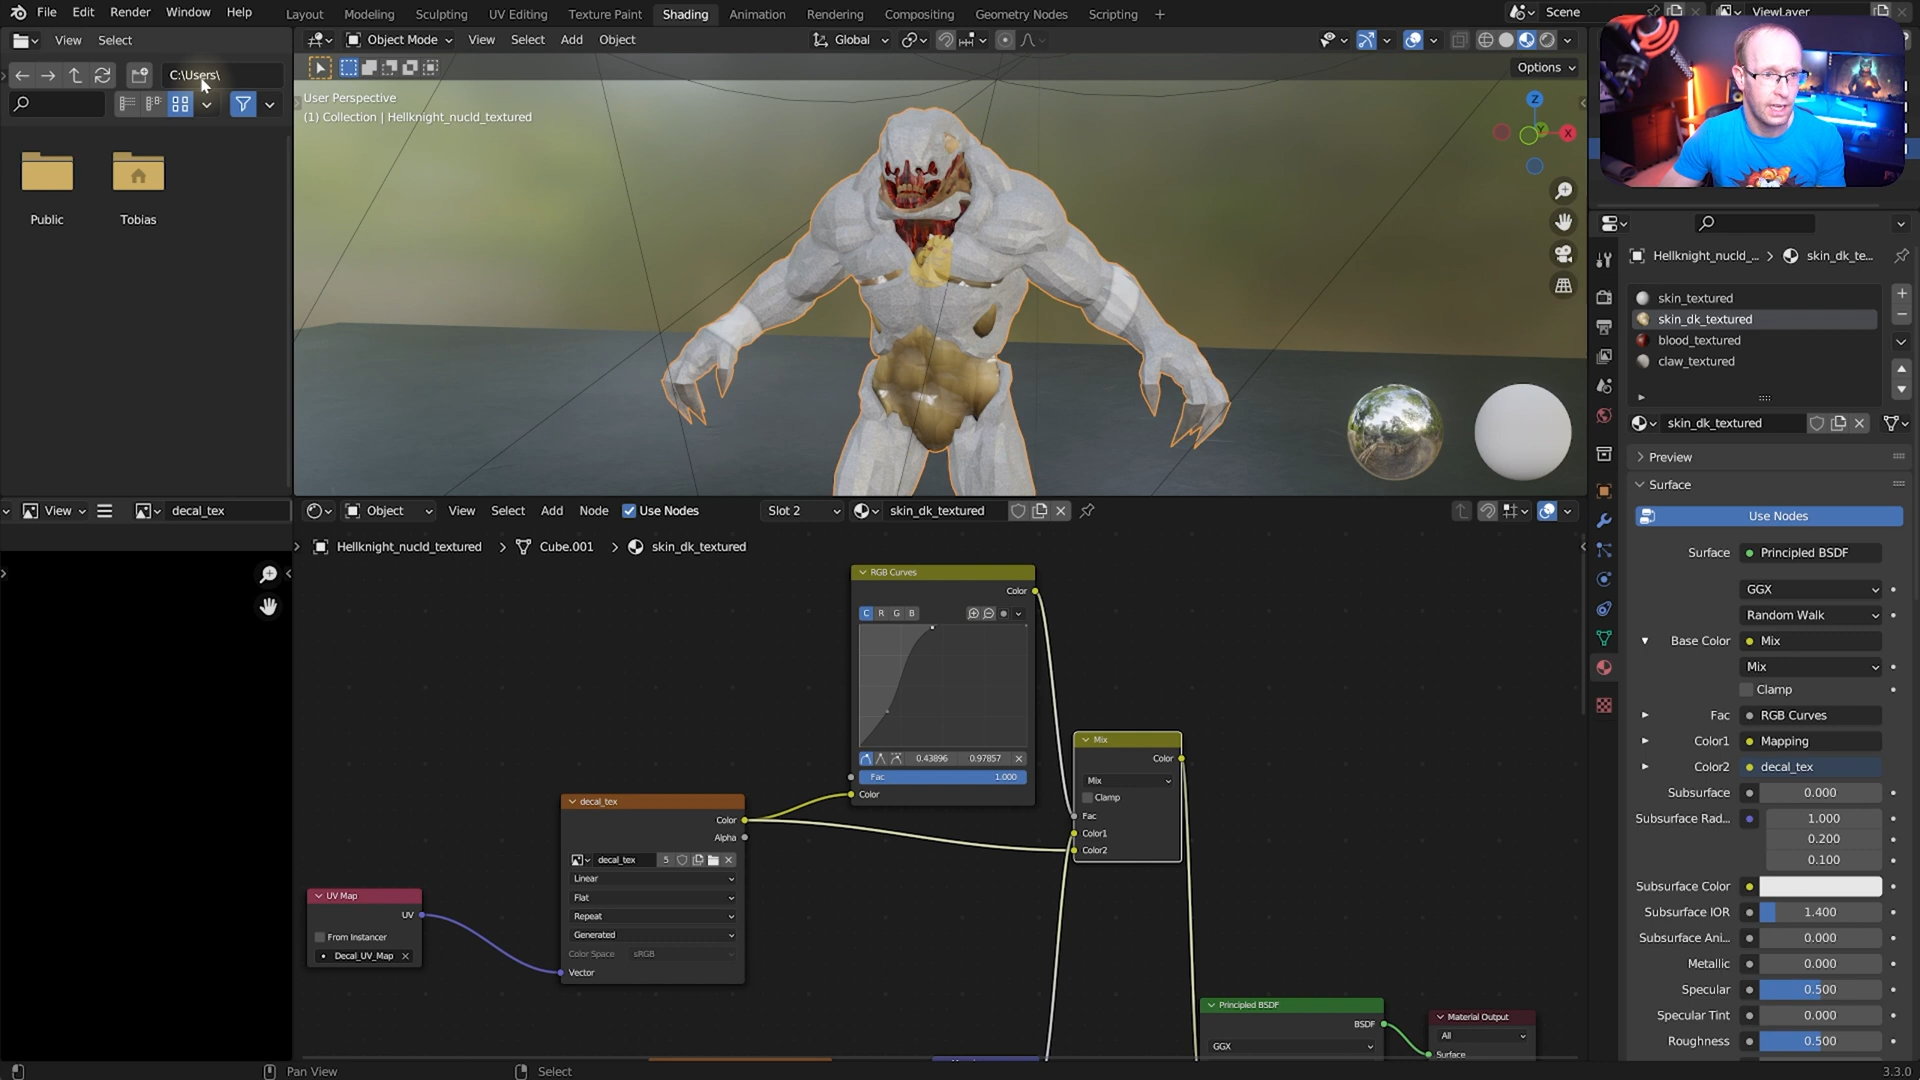 File Edit Render Window Help
Layout Modeling Sculpting UV Editing Texture Paint Shading Animation Rendering Compositing Geometry Nodes Scripting +
Scene ViewLayer
View Select
Object Mode View Select Add Object Global
C:\Users\
Options
User Perspective
(1) Collection | Hellknight_nucld_textured
Z
Y
X
Public Tobias
Hellknight_nucld_... > skin_dk_te...
skin_textured
skin_dk_textured
blood_textured
claw_textured
skin_dk_textured
Preview
Surface
Use Nodes
Surface Principled BSDF
GGX
Random Walk
Base Color Mix
Mix
Clamp
Fac RGB Curves
Color1 Mapping
Color2 decal_tex
Subsurface 0.000
Subsurface Rad... 1.000
0.200
0.100
Subsurface Color
Subsurface IOR 1.400
Subsurface Ani... 0.000
Metallic 0.000
Specular 0.500
Specular Tint 0.000
Roughness 0.500
View decal_tex
Object View Select Add Node Use Nodes Slot 2 skin_dk_textured
Hellknight_nucld_textured > Cube.001 > skin_dk_textured
RGB Curves
Color
C R G B
0.43896 0.97857
Fac 1.000
Color
Mix
Color
Mix
Clamp
Fac
Color1
Color2
decal_tex
Color
Alpha
decal_tex 5
Linear
Flat
Repeat
Generated
Color Space sRGB
Vector
UV Map
UV
From Instancer
Decal_UV_Map
Principled BSDF
BSDF
GGX
Material Output
All
Surface
Pan View Select 3.3.0